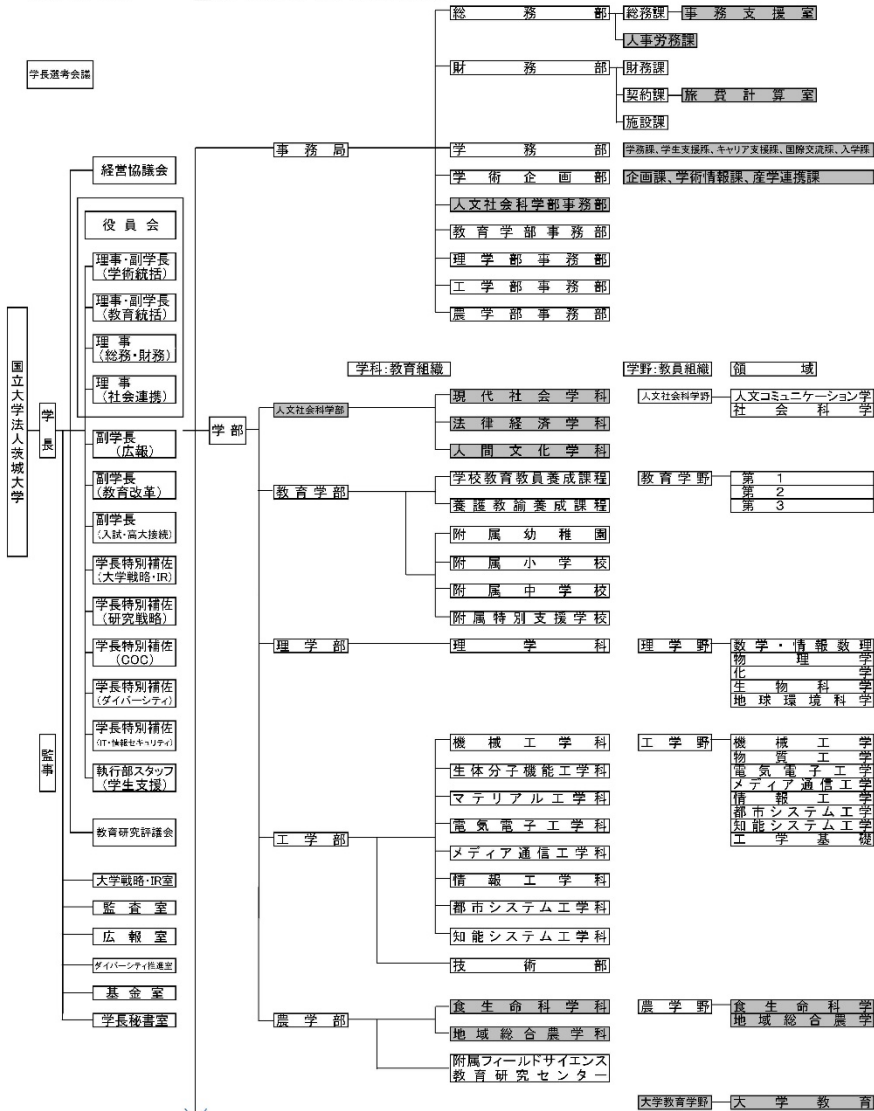 学長選考会議
国立大学法人茨城大学
学長
監事
経営協議会
役員会
理事・副学長
(学術統括)
理事・副学長
(教育統括)
理事
(総務・財務)
理事
(社会連携)
副学長
(広報)
副学長
(教育改革)
副学長
(入試・高大接続)
学長特別補佐
(大学戦略・IR)
学長特別補佐
(研究戦略)
学長特別補佐
(COC)
学長特別補佐
(ダイバーシティ)
学長特別補佐
(IT・情報セキュリティ)
執行部スタッフ
(学生支援)
教育研究評議会
大学戦略・IR室
監査室
広報室
ダイバーシティ推進室
基金室
学長秘書室
事務局
総務部
総務課
事務支援室
人事労務課
財務部
財務課
契約課
旅費計算室
施設課
学務部
学務課、学生支援課、キャリア支援課、国際交流課、入学課
学術企画部
企画課、学術情報課、産学連携課
人文社会科学部事務部
教育学部事務部
理学部事務部
工学部事務部
農学部事務部
学科:教育組織
学野:教員組織
領域
学部
人文社会科学部
現代社会学科
法律経済学科
人間文化学科
人文社会科学野
人文コミュニケーション学
社会科学
教育学部
学校教育教員養成課程
養護教諭養成課程
附属幼稚園
附属小学校
附属中学校
附属特別支援学校
教育学野
第1
第2
第3
理学部
理学科
理学野
数学・情報数理
物理学
化学
生物科学
地球環境科学
工学部
機械工学科
生体分子機能工学科
マテリアル工学科
電気電子工学科
メディア通信工学科
情報工学科
都市システム工学科
知能システム工学科
技術部
工学野
機械工学
物質工学
電気電子工学
メディア通信工学
情報工学
都市システム工学
知能システム工学
工学基礎
農学部
食生命科学科
地域総合農学科
附属フィールドサイエンス
教育研究センター
農学野
食生命科学
地域総合農学
大学教育学野
大学教育